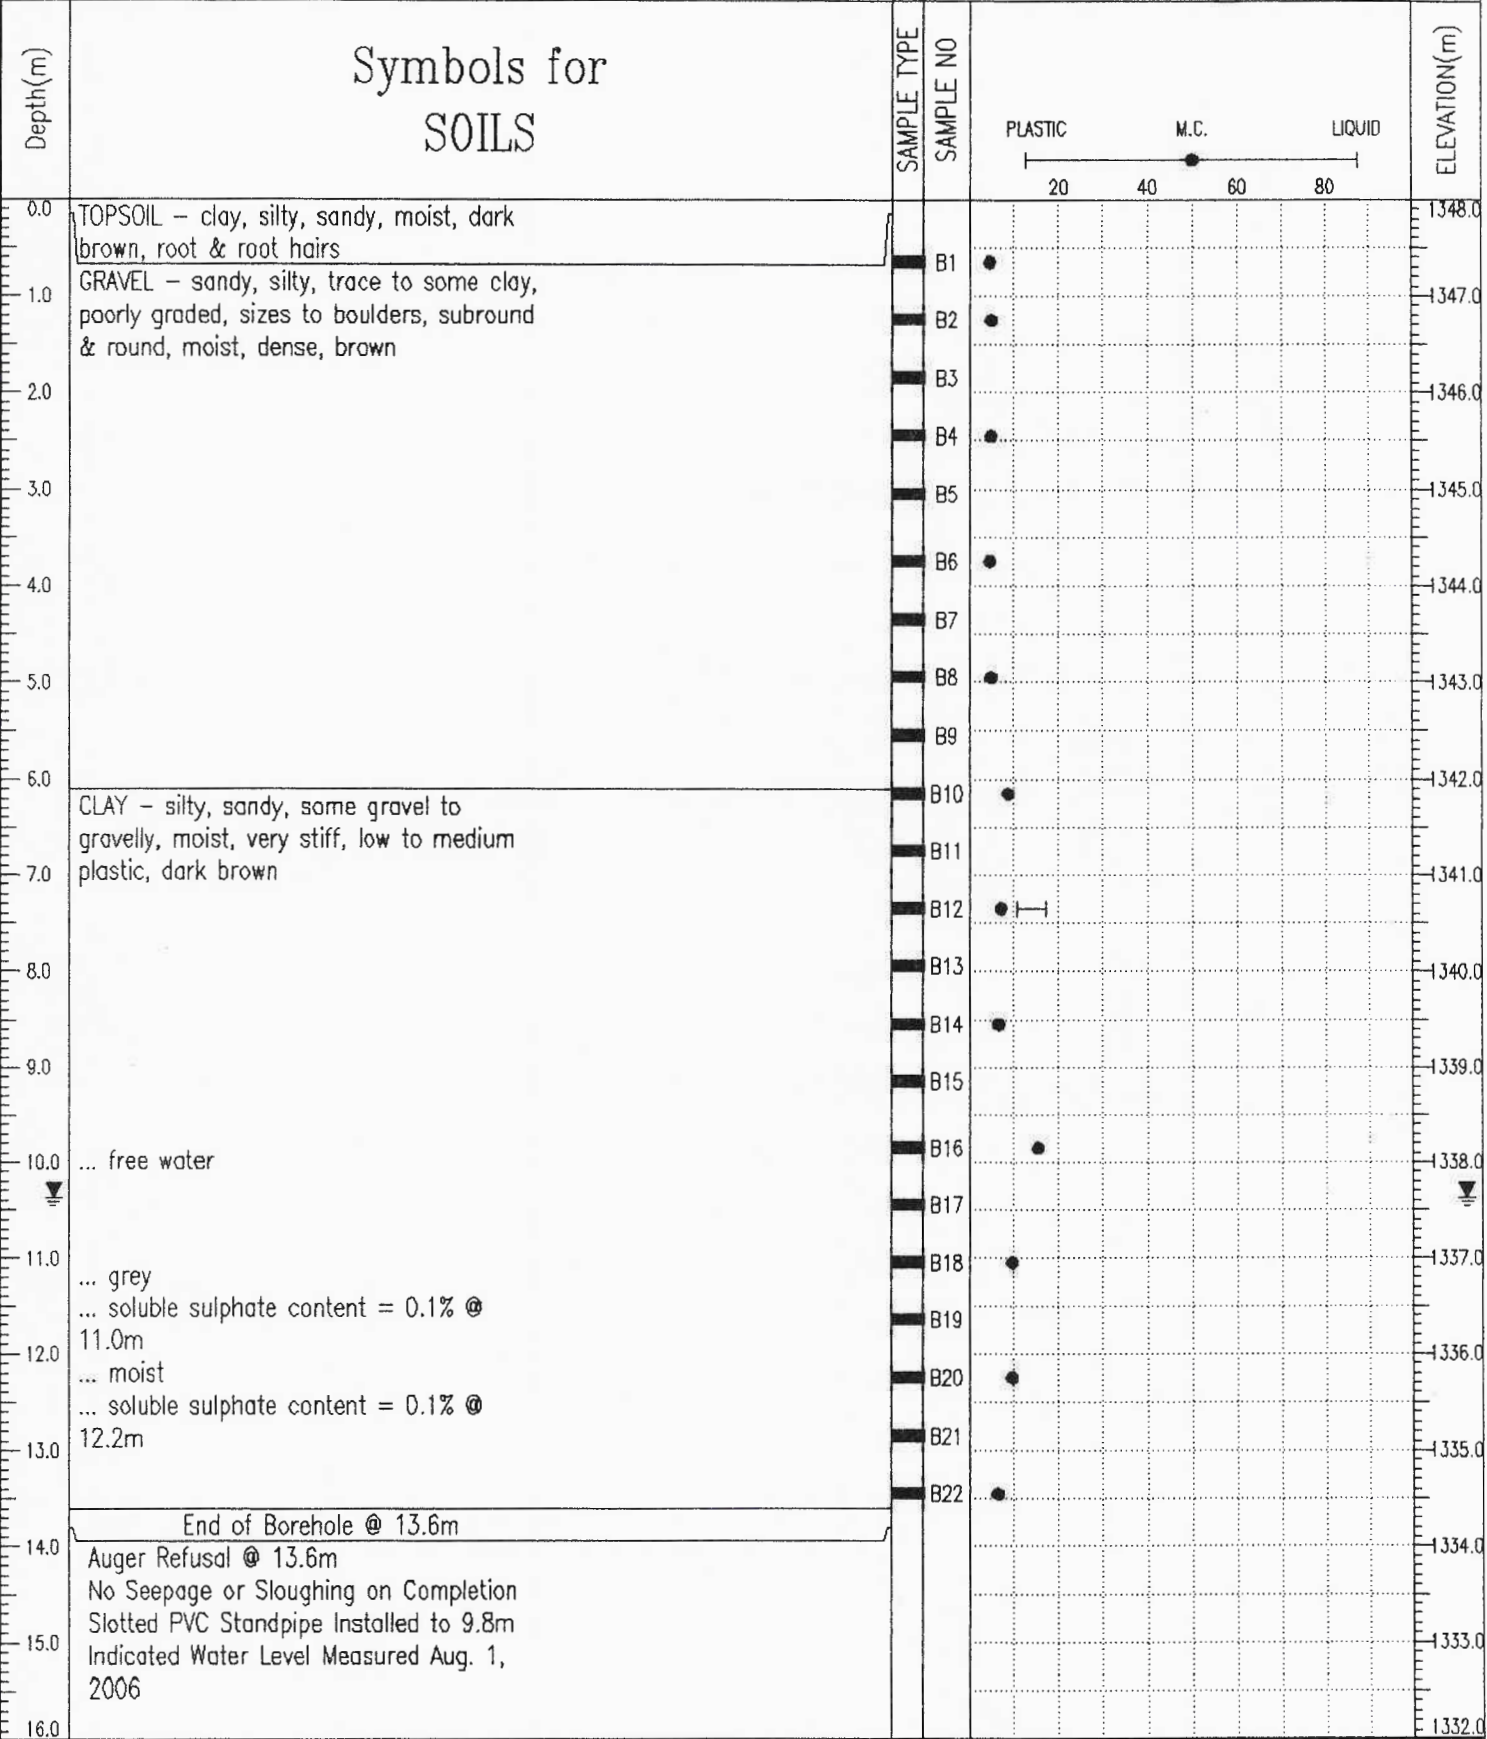 Depth(m)
Symbols for
SOILS
SAMPLE TYPE
SAMPLE NO
PLASTIC M.C. LIQUID
20 40 60 80
ELEVATION(m)
0.0
TOPSOIL – clay, silty, sandy, moist, dark
1348.0
brown, root & root hairs
B1
GRAVEL – sandy, silty, trace to some clay,
1.0
1347.0
poorly graded, sizes to boulders, subround
B2
& round, moist, dense, brown
B3
2.0
1346.0
B4
3.0
B5
1345.0
B6
4.0
1344.0
B7
5.0
B8
1343.0
B9
6.0
1342.0
B10
CLAY – silty, sandy, some gravel to
gravelly, moist, very stiff, low to medium
B11
plastic, dark brown
7.0
1341.0
B12
B13
8.0
1340.0
B14
9.0
1339.0
B15
B16
10.0
... free water
1338.0
B17
11.0
B18
1337.0
... grey
... soluble sulphate content = 0.1% @
B19
11.0m
12.0
1336.0
... moist
B20
... soluble sulphate content = 0.1% @
12.2m
B21
13.0
1335.0
B22
End of Borehole @ 13.6m
14.0
1334.0
Auger Refusal @ 13.6m
No Seepage or Sloughing on Completion
Slotted PVC Standpipe Installed to 9.8m
15.0
1333.0
Indicated Water Level Measured Aug. 1,
2006
16.0
1332.0